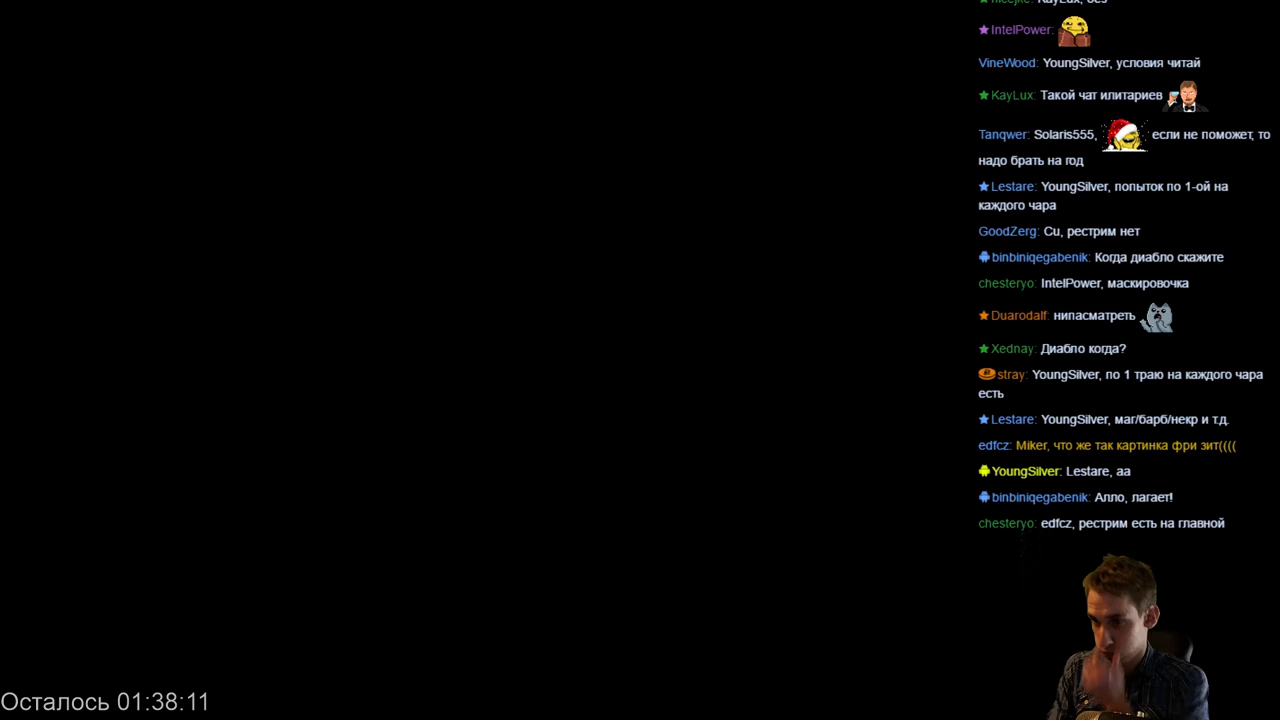 KayLux, без
IntelPower:
VineWood: YoungSilver, условия читай
KayLux: Такой чат илитариев
Tanqwer: Solaris555, если не поможет, то
надо брать на год
Lestare: YoungSilver, попыток по 1-ой на
каждого чара
GoodZerg: Cu, рестрим нет
binbiniqegabenik: Когда диабло скажите
chesteryo: IntelPower, маскировочка
Duarodalf: нипасматреть
Xednay: Диабло когда?
stray: YoungSilver, по 1 траю на каждого чара
есть
Lestare: YoungSilver, маг/барб/некр и т.д.
edfcz: Miker, что же так картинка фри зит((((
YoungSilver: Lestare, аа
binbiniqegabenik: Алло, лагает!
chesteryo: edfcz, рестрим есть на главной
Осталось 01:38:11